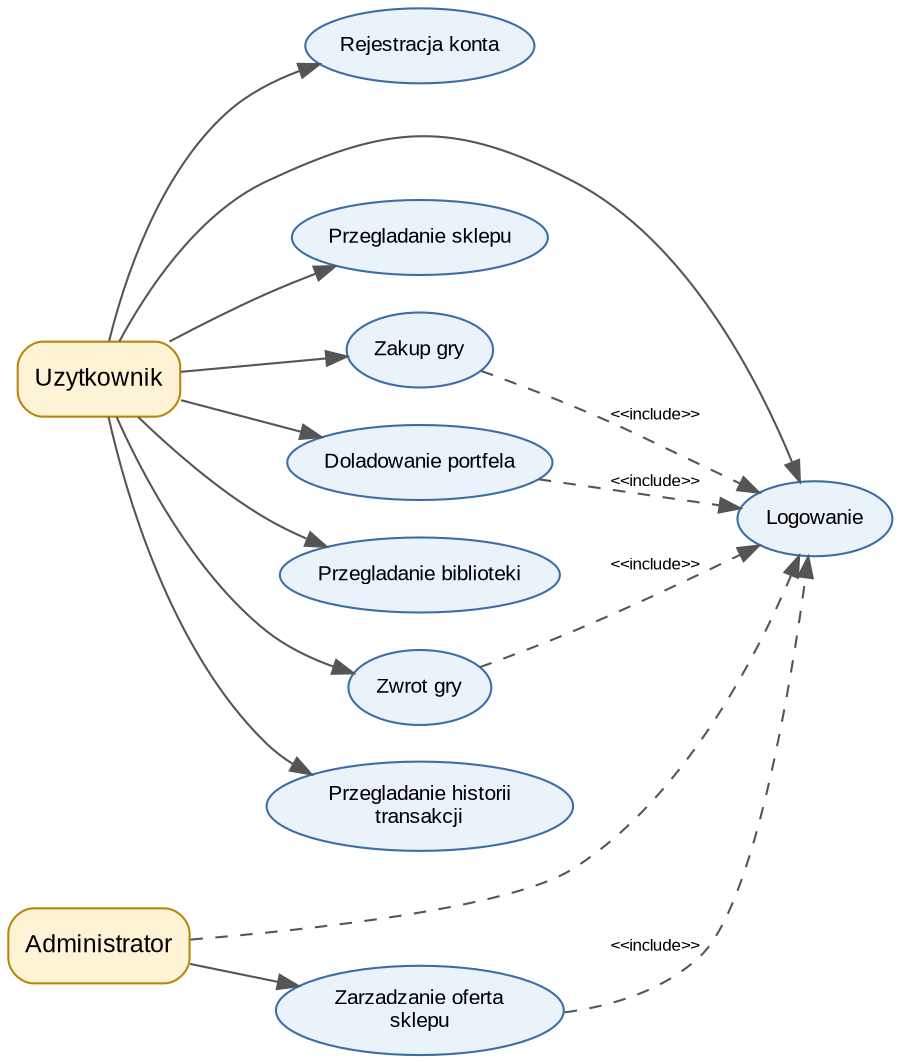 Rejestracja konta
Przegladanie sklepu
Zakup gry
Uzytkownik
<<include>>
Doladowanie portfela
<<include>>
Logowanie
<<include>>
Przegladanie biblioteki
Zwrot gry
Przegladanie historii
transakcji
Administrator
<<include>>
Zarzadzanie oferta
sklepu